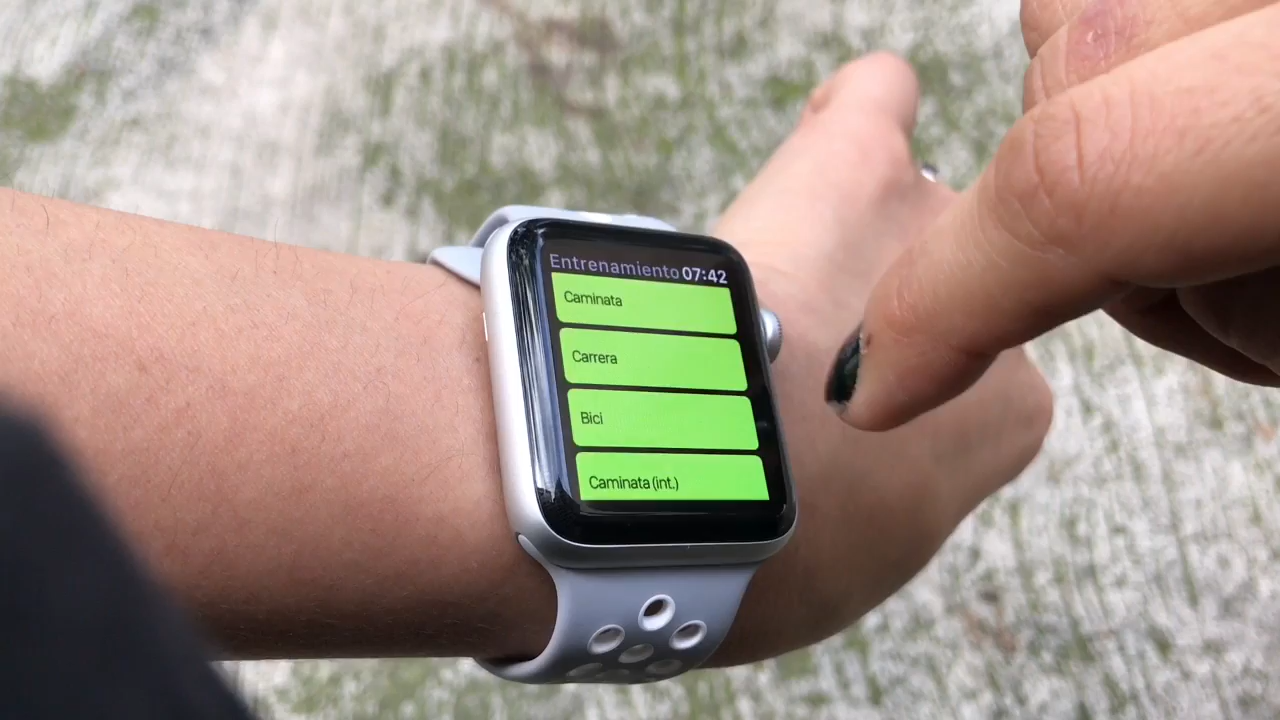 Entrenamiento 07:42
Caminata
Carrera
Bici
Caminata (int.)